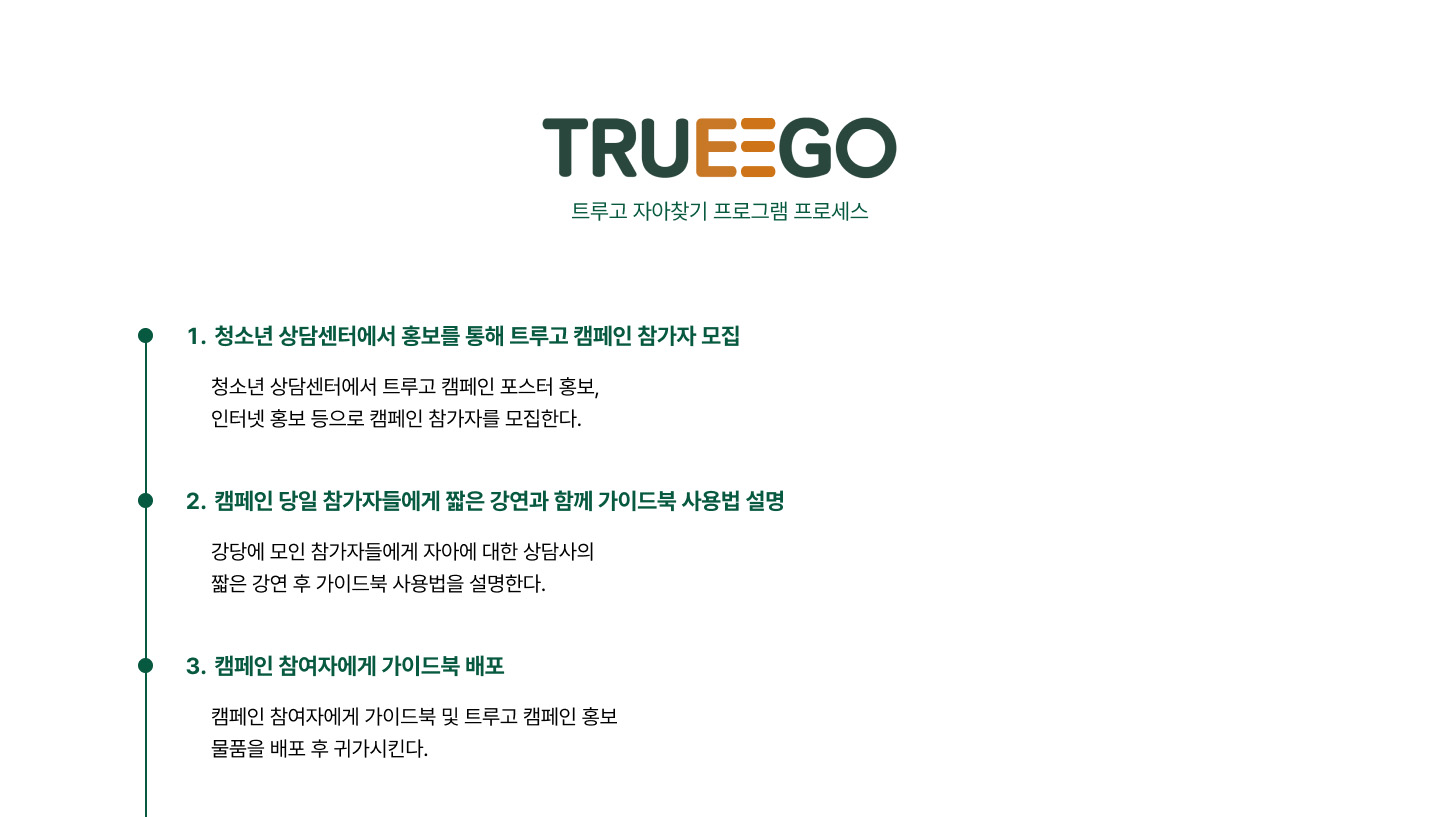 TRUEEGO
트루고 자아찾기 프로그램 프로세스
1. 청소년 상담센터에서 홍보를 통해 트루고 캠페인 참가자 모집
청소년 상담센터에서 트루고 캠페인 포스터 홍보,
인터넷 홍보 등으로 캠페인 참가자를 모집한다.
2. 캠페인 당일 참가자들에게 짧은 강연과 함께 가이드북 사용법 설명
강당에 모인 참가자들에게 자아에 대한 상담사의
짧은 강연 후 가이드북 사용법을 설명한다.
3. 캠페인 참여자에게 가이드북 배포
캠페인 참여자에게 가이드북 및 트루고 캠페인 홍보
물품을 배포 후 귀가시킨다.